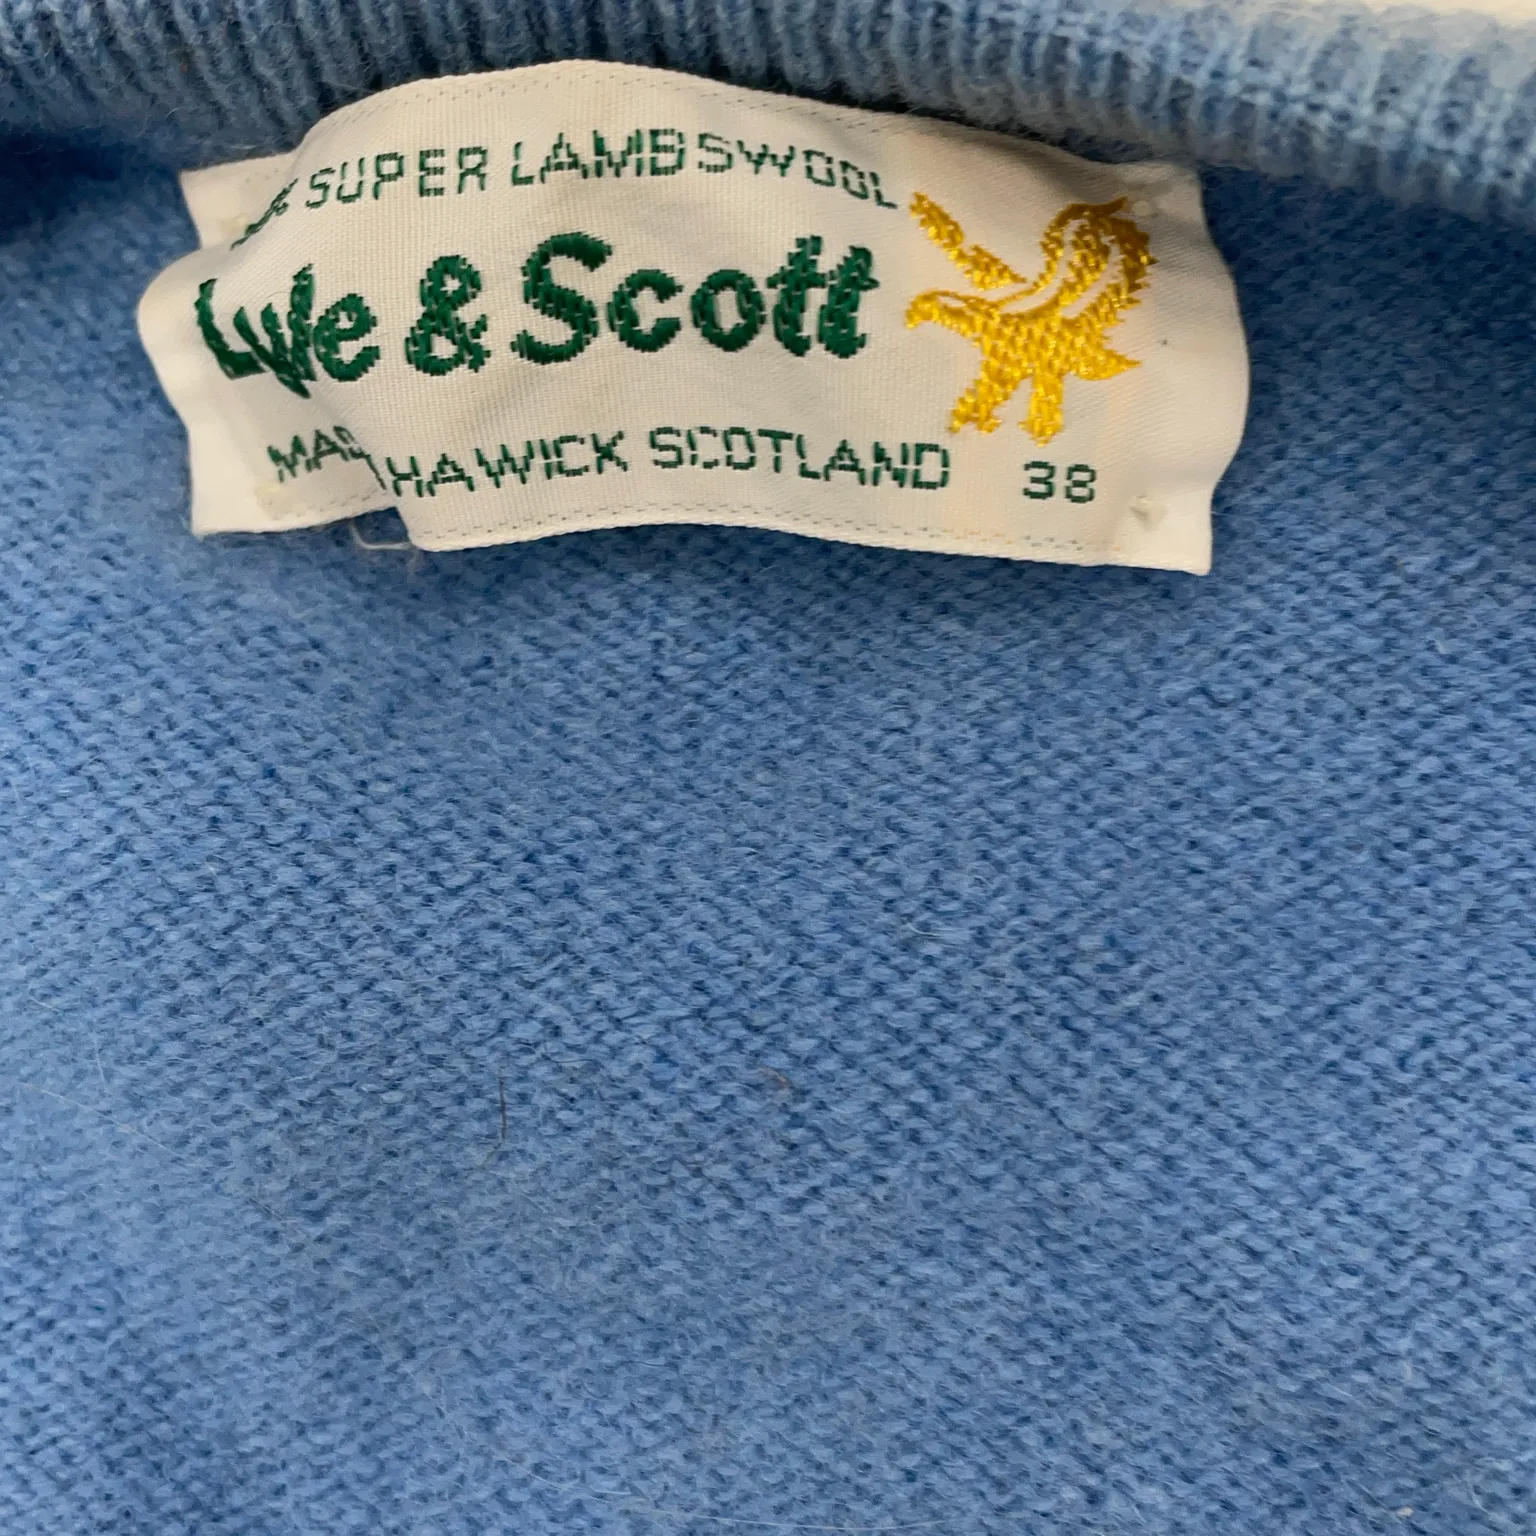 SUPER LAMBSWOOL
Lyle & Scott
HAWICK SCOTLAND 38